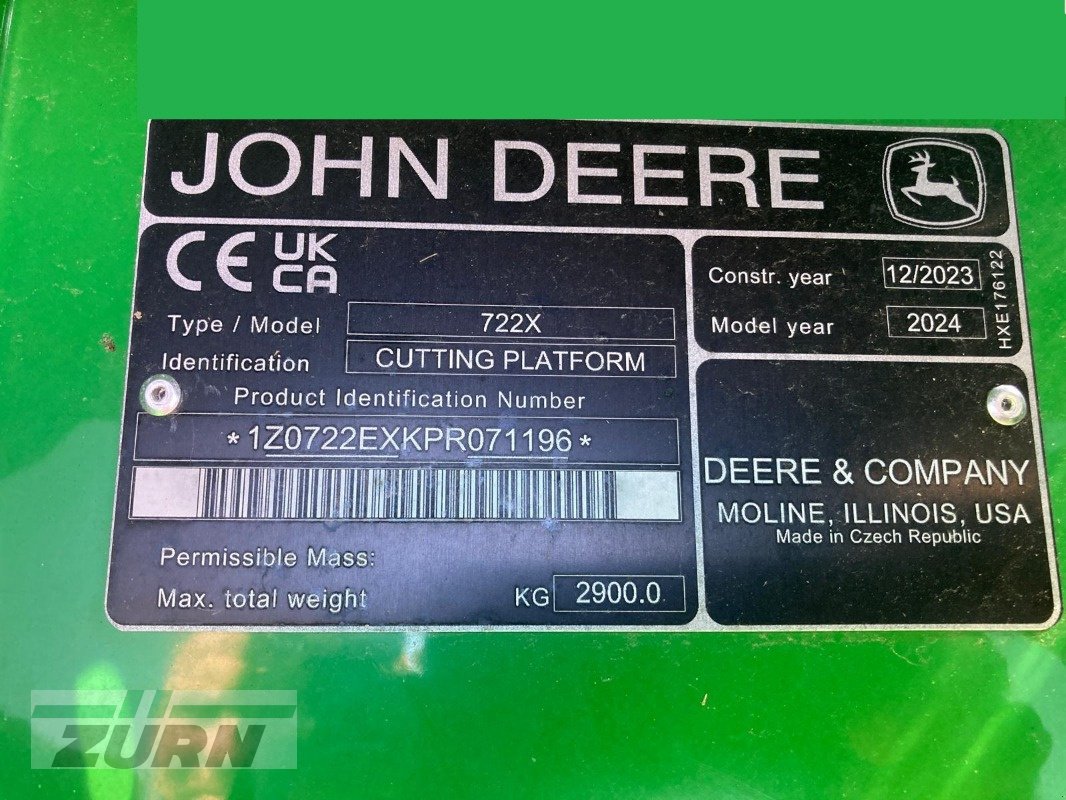 JOHN DEERE
CE UK CA
Type / Model 722X
Identification CUTTING PLATFORM
Product Identification Number
*1Z0722EXKPR071196*
Permissible Mass:
Max. total weight KG 2900.0
Constr. year 12/2023
Model year 2024
HXE176122
DEERE & COMPANY
MOLINE, ILLINOIS, USA
Made in Czech Republic
ZÜRN